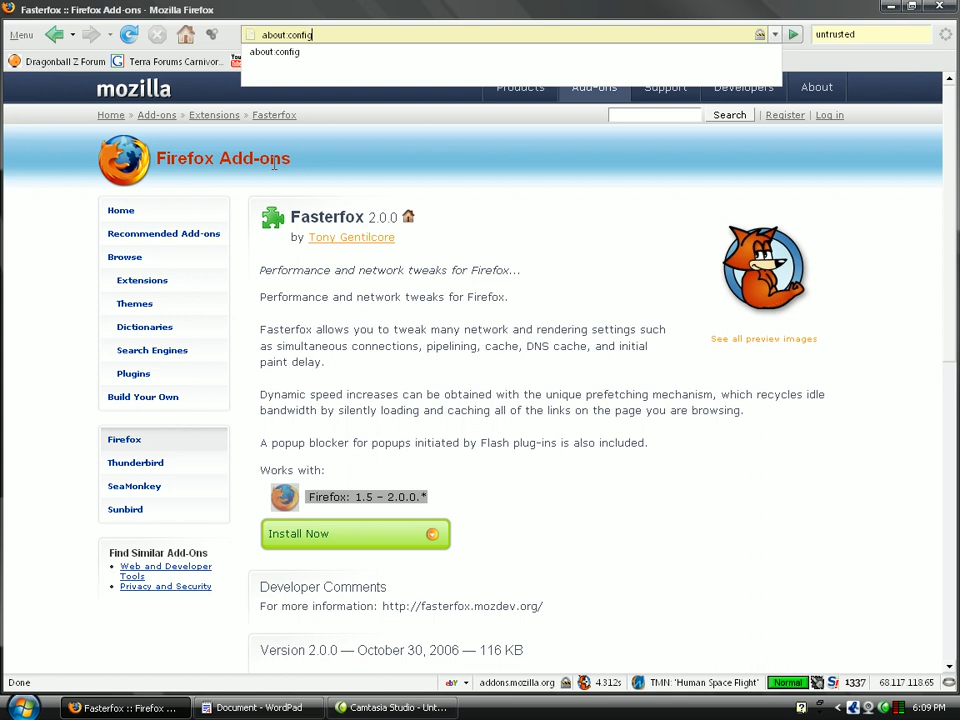 Fasterfox :: Firefox Add-ons - Mozilla Firefox
Menu
about:config
untrusted
Dragonball Z Forum
Terra Forums Carnivor...
about:config
mozilla
Products
Add-ons
Support
Developers
About
Home » Add-ons » Extensions » Fasterfox
Search | Register | Log in
Firefox Add-ons
Home
Recommended Add-ons
Browse
Extensions
Themes
Dictionaries
Search Engines
Plugins
Build Your Own
Firefox
Thunderbird
SeaMonkey
Sunbird
Find Similar Add-Ons
Web and Developer
Tools
Privacy and Security
Fasterfox 2.0.0
by Tony Gentilcore
Performance and network tweaks for Firefox...
Performance and network tweaks for Firefox.
Fasterfox allows you to tweak many network and rendering settings such
as simultaneous connections, pipelining, cache, DNS cache, and initial
paint delay.
Dynamic speed increases can be obtained with the unique prefetching mechanism, which recycles idle
bandwidth by silently loading and caching all of the links on the page you are browsing.
A popup blocker for popups initiated by Flash plug-ins is also included.
Works with:
Firefox: 1.5 – 2.0.0.*
Install Now
See all preview images
Developer Comments
For more information: http://fasterfox.mozdev.org/
Version 2.0.0 — October 30, 2006 — 116 KB
Done
addons.mozilla.org
4.312s
TMN: 'Human Space Flight'
Normal
1337
68.117.118.65
Fasterfox :: Firefox ...
Document - WordPad
Camtasia Studio - Unt...
6:09 PM